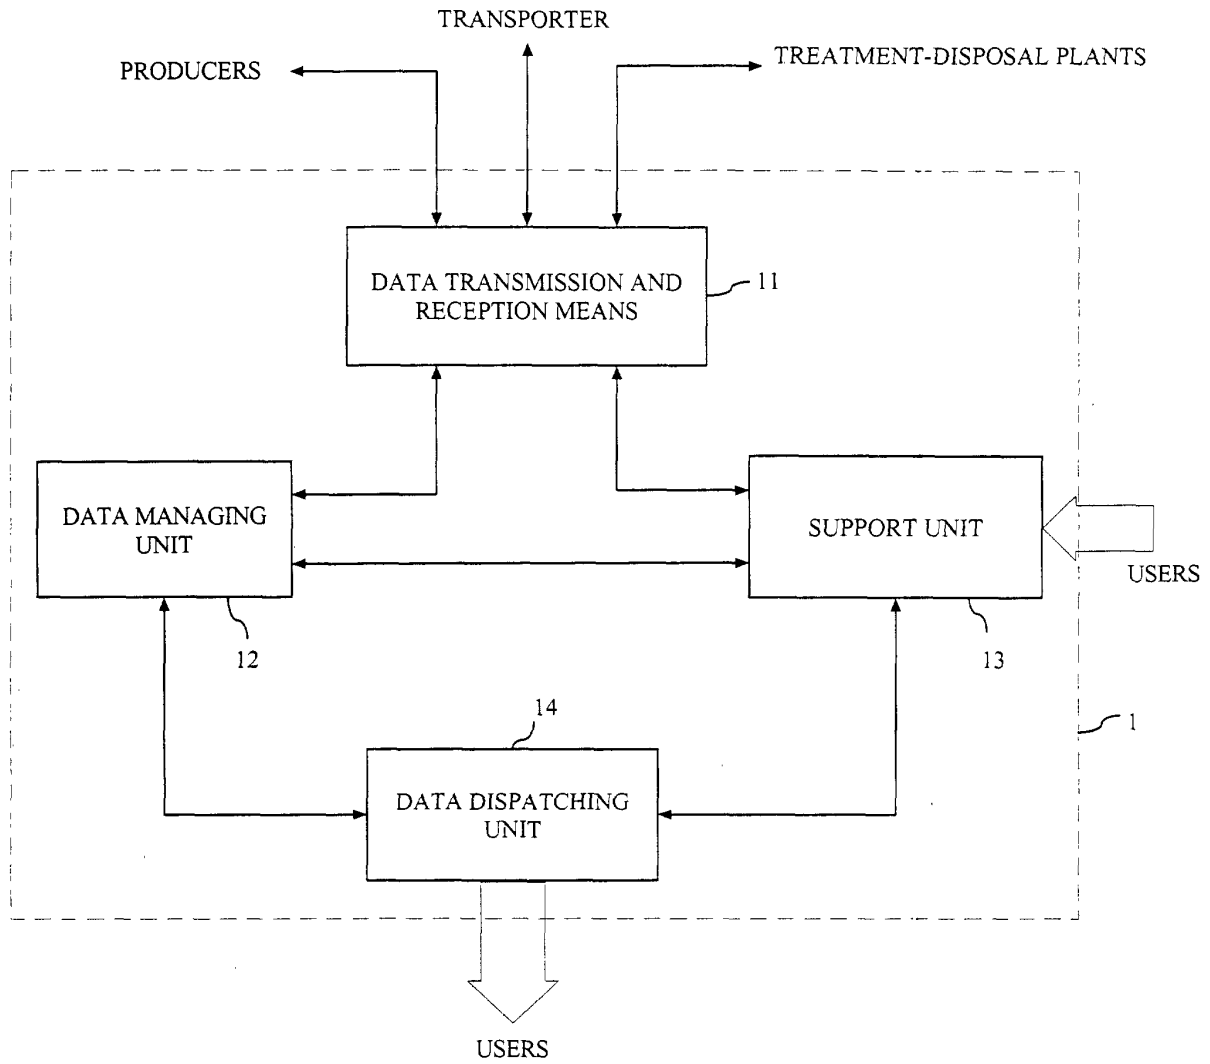 TRANSPORTER
PRODUCERS
TREATMENT-DISPOSAL PLANTS
DATA TRANSMISSION AND
RECEPTION MEANS
11
DATA MANAGING
UNIT
SUPPORT UNIT
USERS
12
13
14
1
DATA DISPATCHING
UNIT
USERS